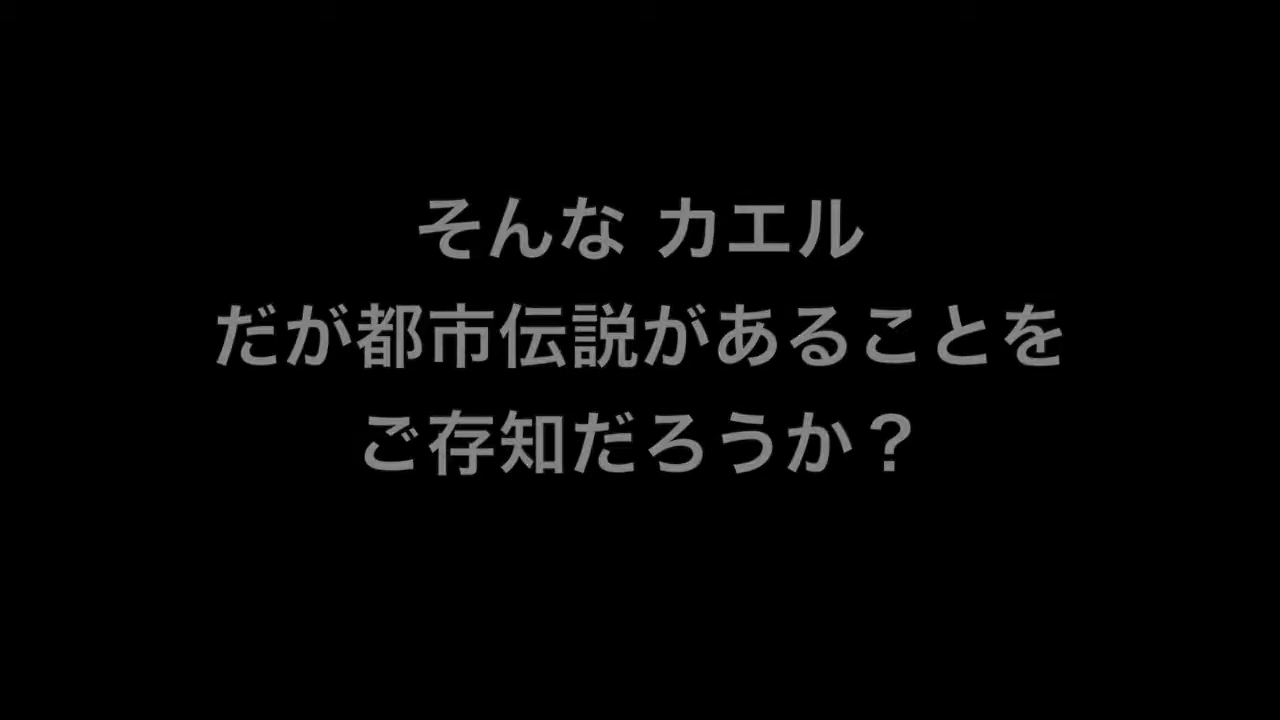 そんな カエル
だが都市伝説があることを
ご存知だろうか？